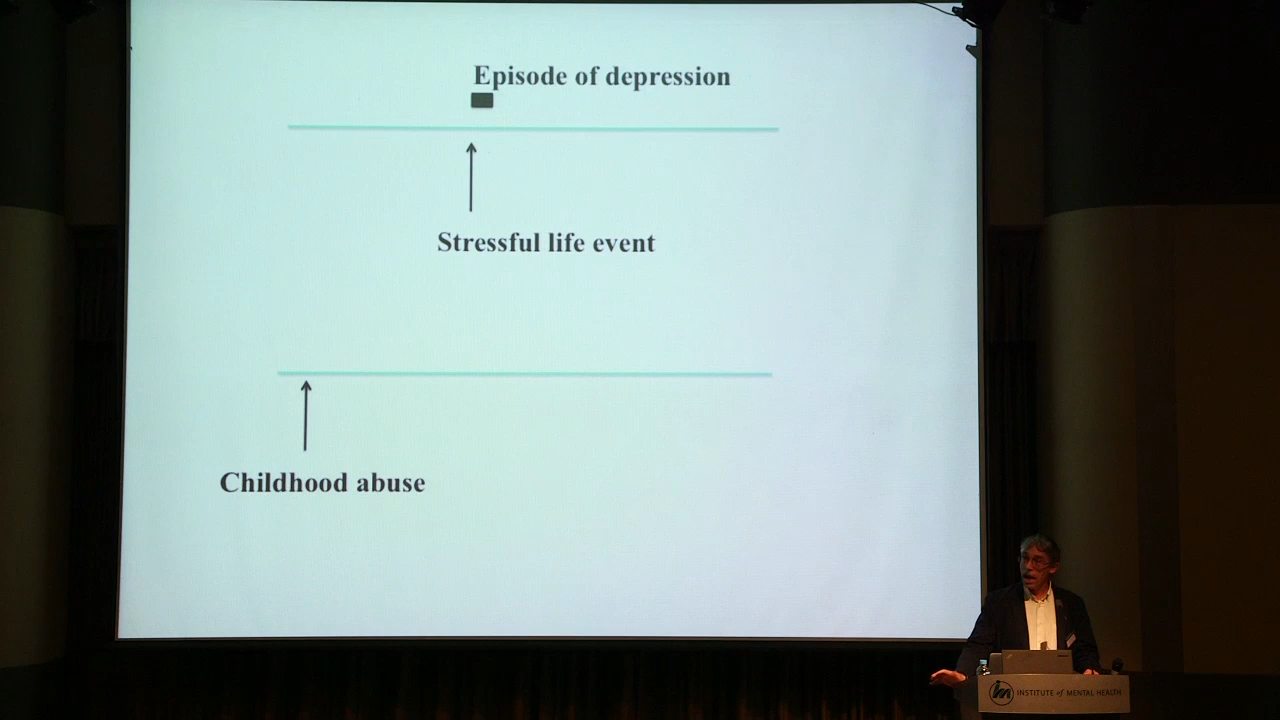 Episode of depression
Stressful life event
Childhood abuse
INSTITUTE of MENTAL HEALTH